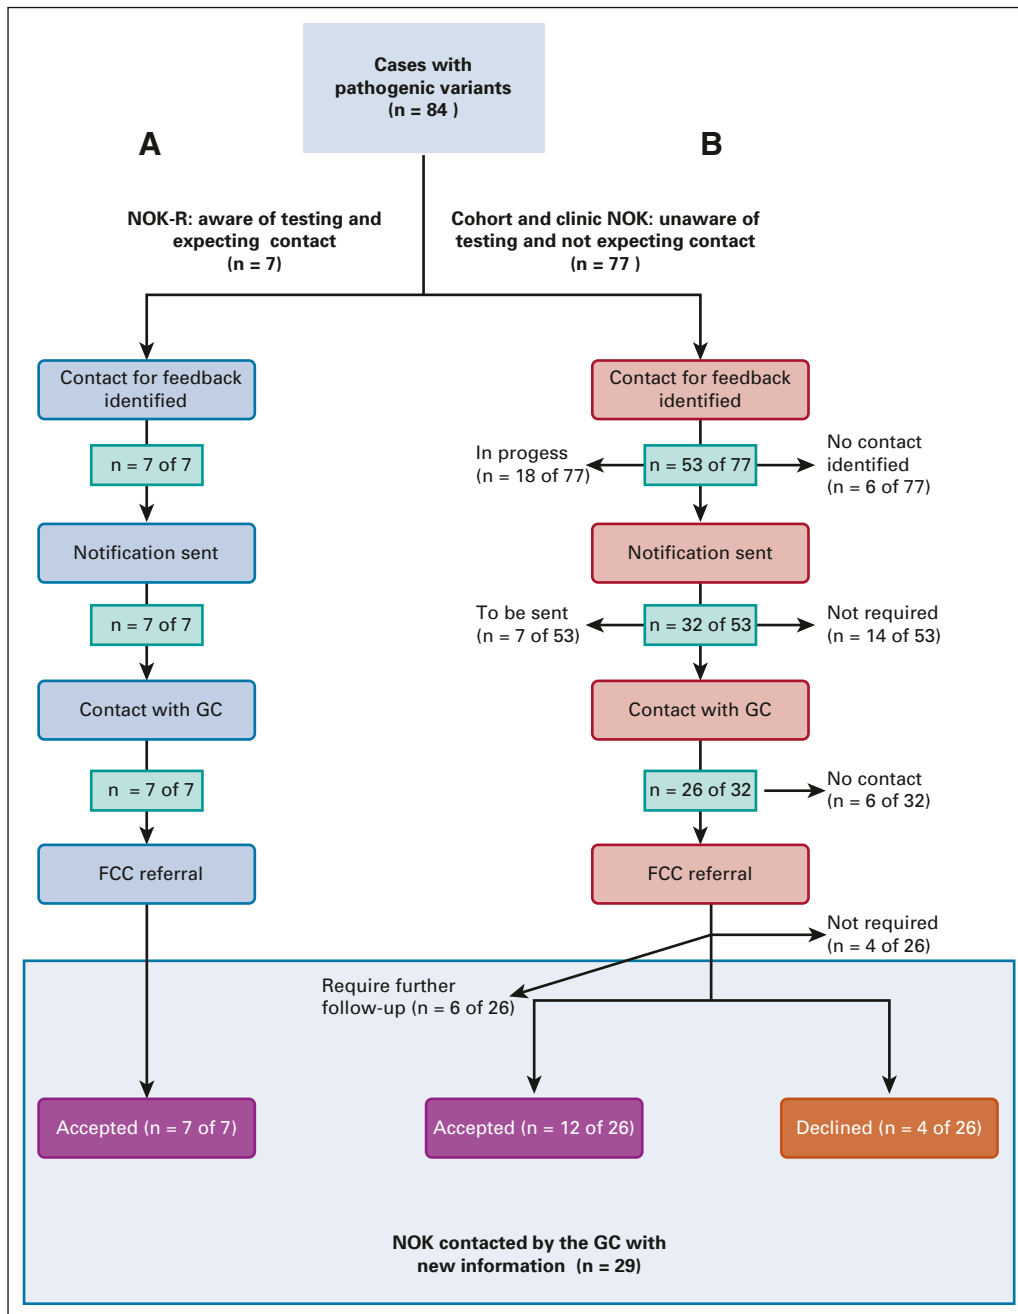 Cases with
pathogenic variants
(n = 84 )
A
B
NOK-R: aware of testing and
expecting contact
(n = 7)
Cohort and clinic NOK: unaware of
testing and not expecting contact
(n = 77 )
Contact for feedback
identified
Contact for feedback
identified
n = 7 of 7
In progess
(n = 18 of 77)
n = 53 of 77
No contact
identified
(n = 6 of 77)
Notification sent
Notification sent
n = 7 of 7
To be sent
(n = 7 of 53)
n = 32 of 53
Not required
(n = 14 of 53)
Contact with GC
Contact with GC
n = 7 of 7
n = 26 of 32
No contact
(n = 6 of 32)
FCC referral
FCC referral
Not required
(n = 4 of 26)
Require further
follow-up (n = 6 of 26)
Accepted (n = 7 of 7)
Accepted (n = 12 of 26)
Declined (n = 4 of 26)
NOK contacted by the GC with
new information (n = 29)